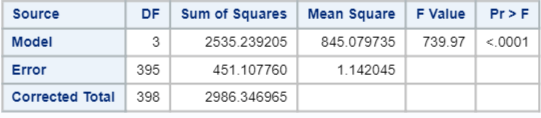 Source DF Sum of Squares Mean Square F Value Pr > F
Model 3 2535.239205 845.079735 739.97 <.0001
Error 395 451.107760 1.142045
Corrected Total 398 2986.346965